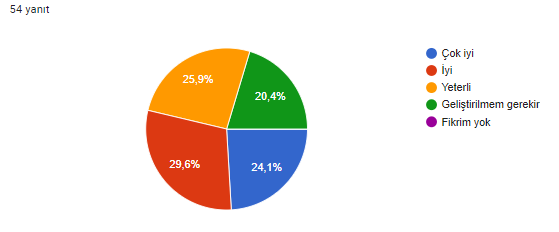 54 yanıt
Çok iyi
İyi
Yeterli
Geliştirilmem gerekir
Fikrim yok
25,9%
20,4%
29,6%
24,1%